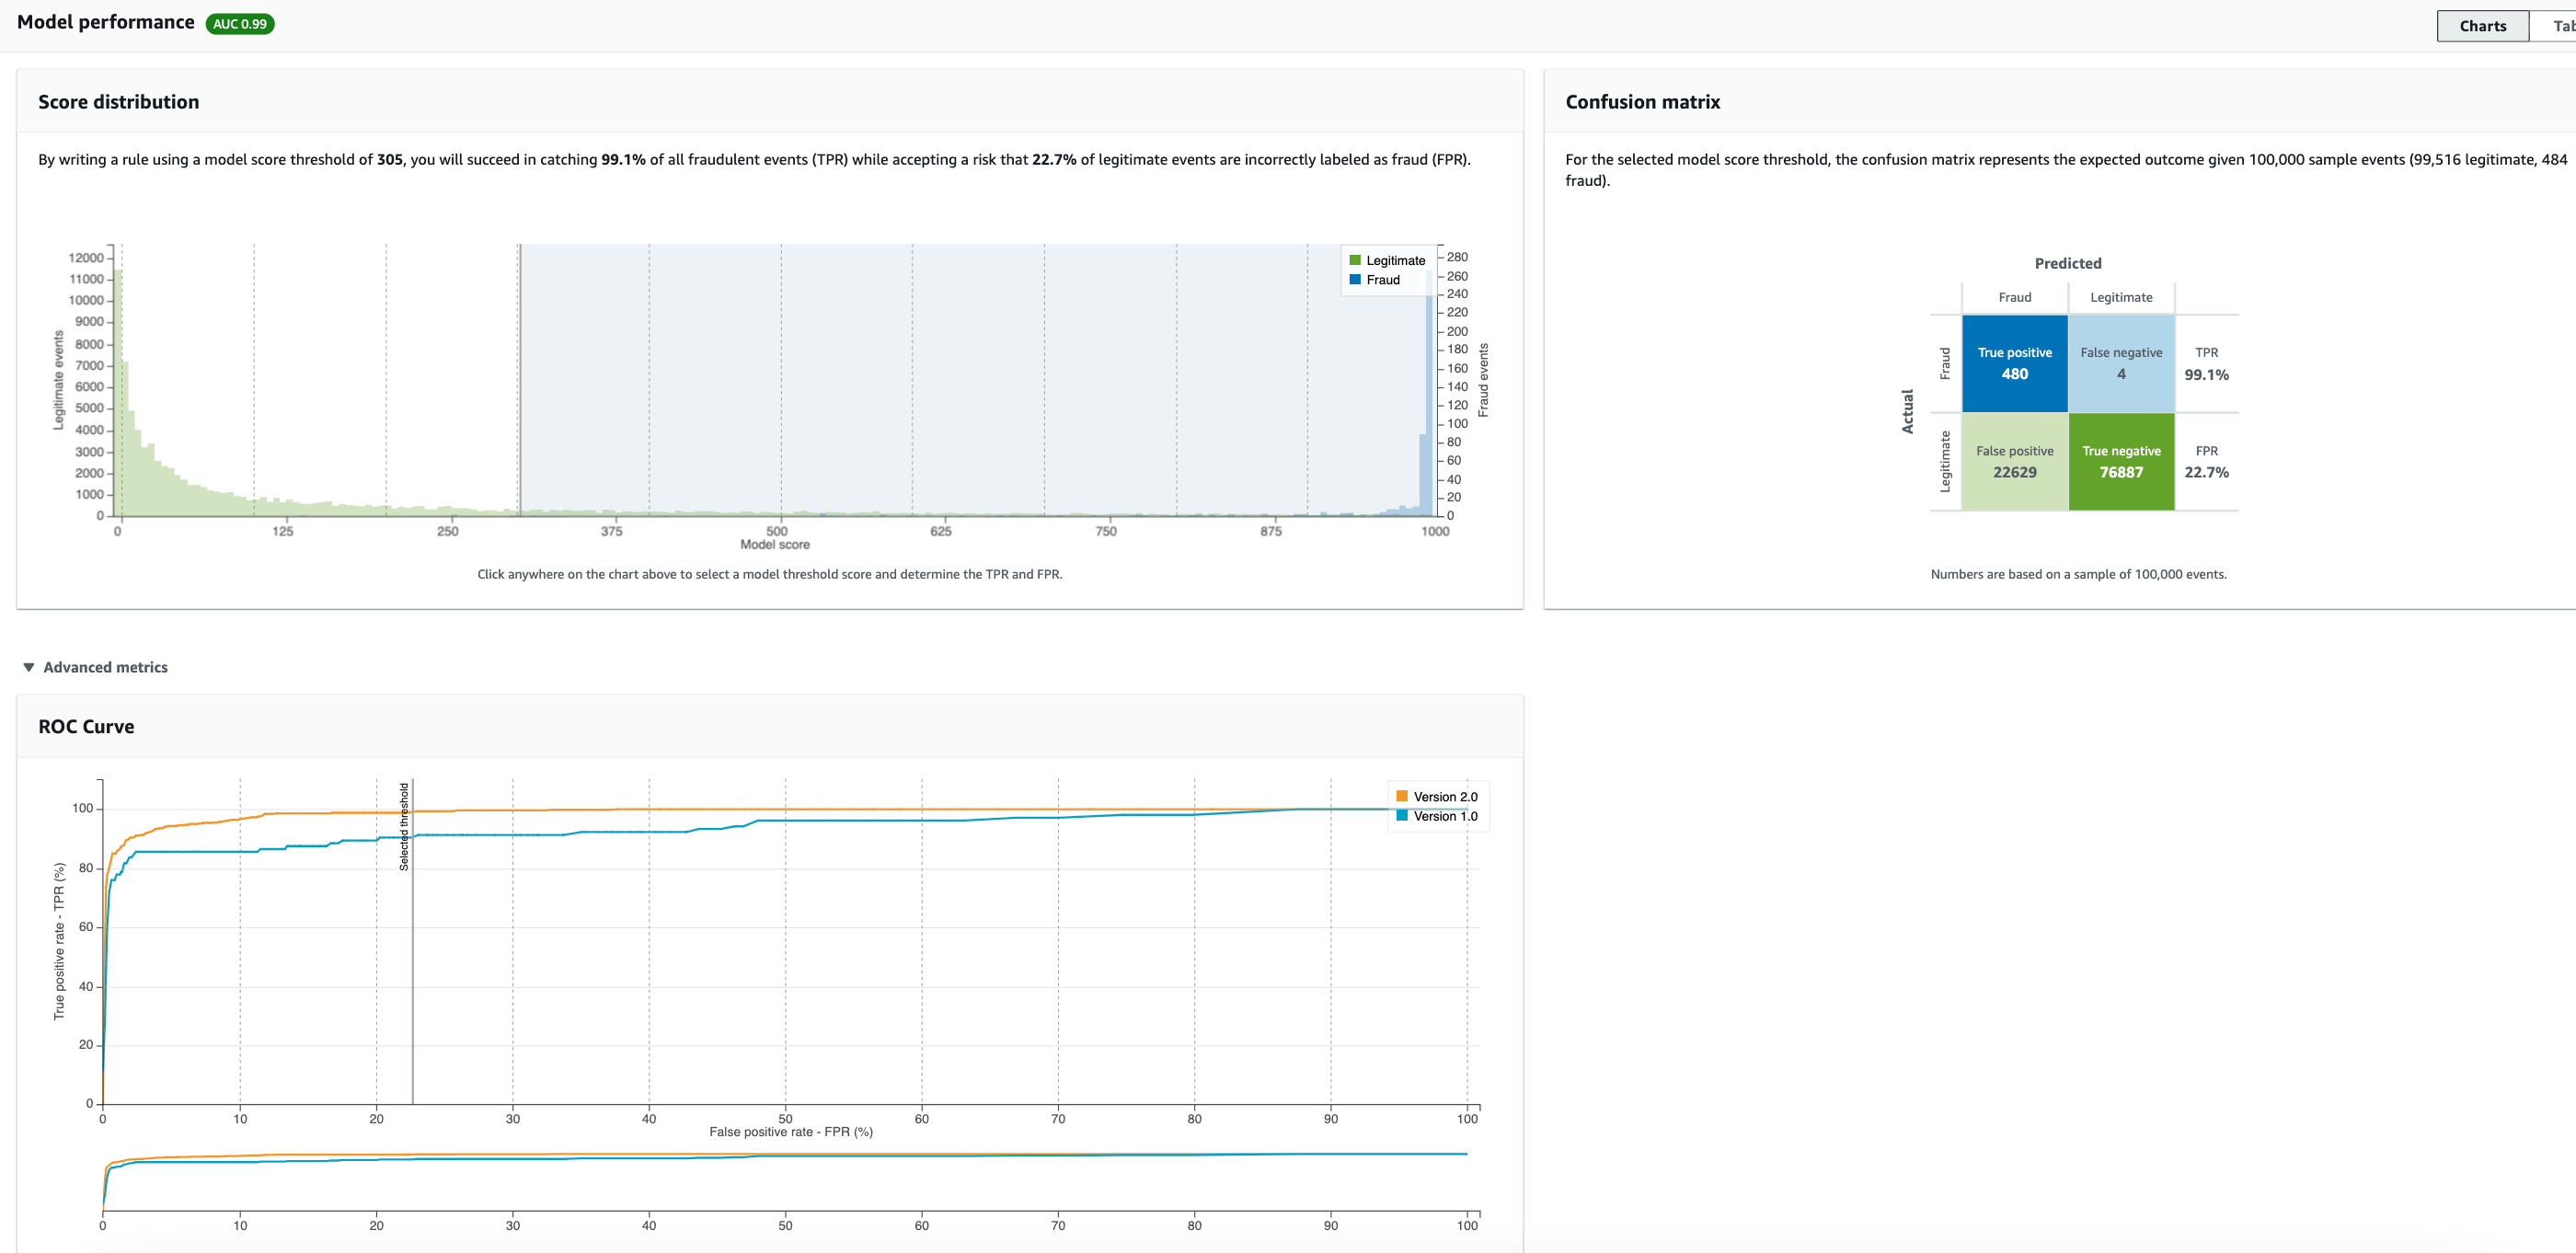 Model performance AUC 0.99
Charts
Tab
Score distribution
By writing a rule using a model score threshold of 305, you will succeed in catching 99.1% of all fraudulent events (TPR) while accepting a risk that 22.7% of legitimate events are incorrectly labeled as fraud (FPR).
Legitimate events
12000
11000
10000
9000
8000
7000
6000
5000
4000
3000
2000
1000
0
Legitimate
Fraud
280
260
240
220
200
180
160
140
120
100
80
60
40
20
0
Fraud events
0 125 250 375 500 625 750 875 1000
Model score
Click anywhere on the chart above to select a model threshold score and determine the TPR and FPR.
Confusion matrix
For the selected model score threshold, the confusion matrix represents the expected outcome given 100,000 sample events (99,516 legitimate, 484
fraud).
Predicted
Fraud Legitimate
Actual
Fraud
True positive False negative TPR
480 4 99.1%
Legitimate
False positive True negative FPR
22629 76887 22.7%
Numbers are based on a sample of 100,000 events.
▼ Advanced metrics
ROC Curve
True positive rate - TPR (%)
100
80
60
40
20
0
Selected threshold
Version 2.0
Version 1.0
0 10 20 30 40 50 60 70 80 90 100
False positive rate - FPR (%)
0 10 20 30 40 50 60 70 80 90 100